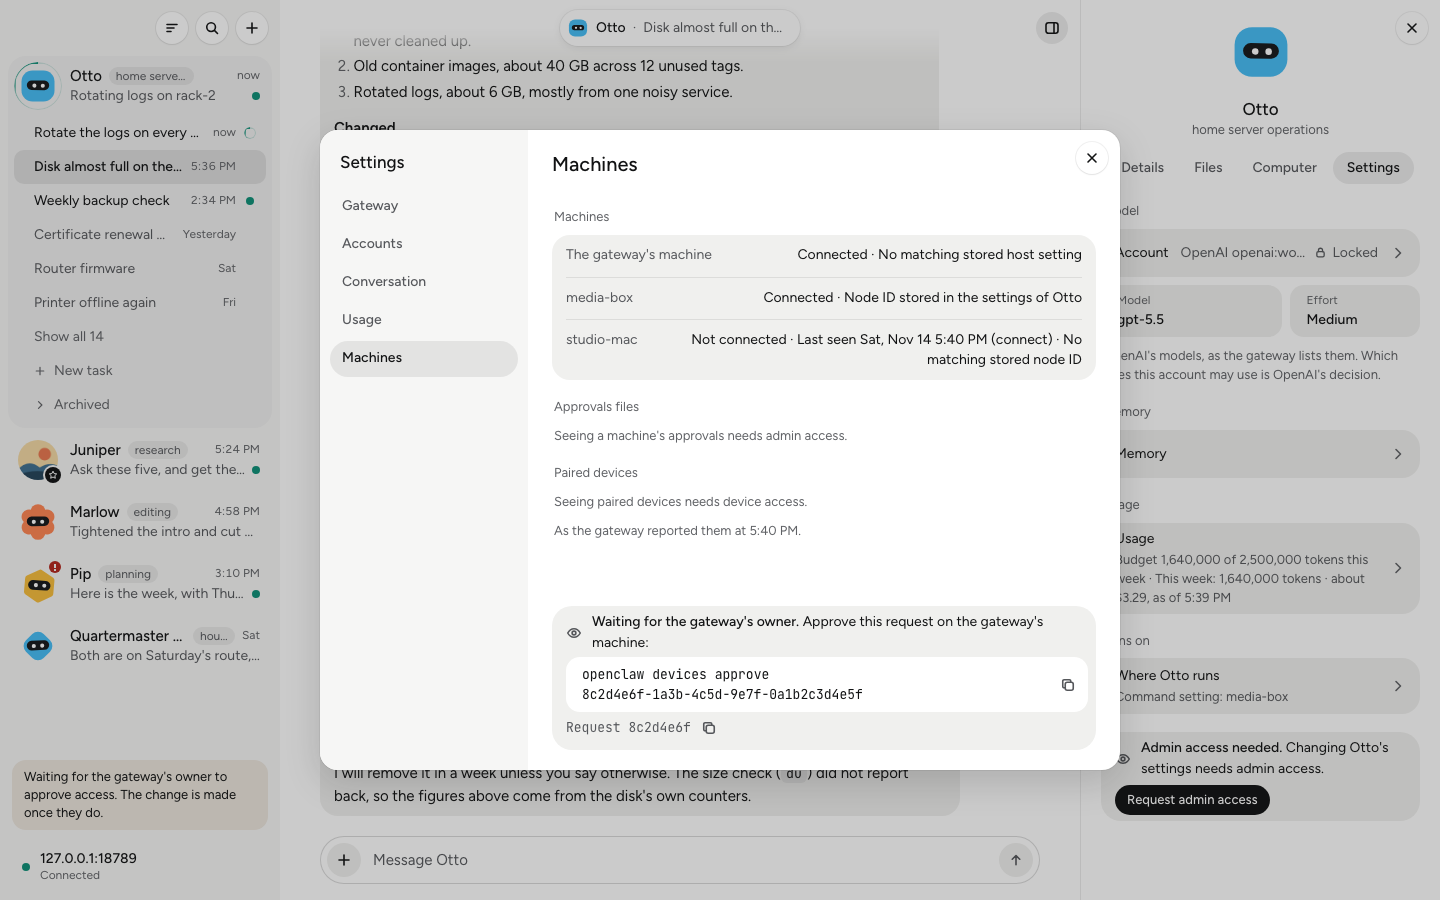 Otto
home serve...
now
Rotating logs on rack-2
Rotate the logs on every ...
now
Disk almost full on the...
5:36 PM
Weekly backup check
2:34 PM
Certificate renewal ...
Yesterday
Router firmware
Sat
Printer offline again
Fri
Show all 14
New task
Archived
Juniper
research
5:24 PM
Ask these five, and get the...
Marlow
editing
4:58 PM
Tightened the intro and cut ...
Pip
planning
3:10 PM
Here is the week, with Thu...
Quartermaster ...
hou...
Sat
Both are on Saturday's route,...
Waiting for the gateway's owner to
approve access. The change is made
once they do.
127.0.0.1:18789
Connected
Otto · Disk almost full on th...
never cleaned up.
2. Old container images, about 40 GB across 12 unused tags.
3. Rotated logs, about 6 GB, mostly from one noisy service.
Changed
Settings
Gateway
Accounts
Conversation
Usage
Machines
Machines
Machines
The gateway's machine
Connected · No matching stored host setting
media-box
Connected · Node ID stored in the settings of Otto
studio-mac
Not connected · Last seen Sat, Nov 14 5:40 PM (connect) · No
matching stored node ID
Approvals files
Seeing a machine's approvals needs admin access.
Paired devices
Seeing paired devices needs device access.
As the gateway reported them at 5:40 PM.
Waiting for the gateway's owner. Approve this request on the gateway's
machine:
openclaw devices approve
8c2d4e6f-1a3b-4c5d-9e7f-0a1b2c3d4e5f
Request 8c2d4e6f
I will remove it in a week unless you say otherwise. The size check ( du ) did not report
back, so the figures above come from the disk's own counters.
Message Otto
Otto
home server operations
Details
Files
Computer
Settings
Account
OpenAI openai:wo...
Locked
Model
gpt-5.5
Effort
Medium
OpenAI's models, as the gateway lists them. Which
this account may use is OpenAI's decision.
Memory
Usage
Budget 1,640,000 of 2,500,000 tokens this
week · This week: 1,640,000 tokens · about
$3.29, as of 5:39 PM
Where Otto runs
Command setting: media-box
Admin access needed. Changing Otto's
settings needs admin access.
Request admin access